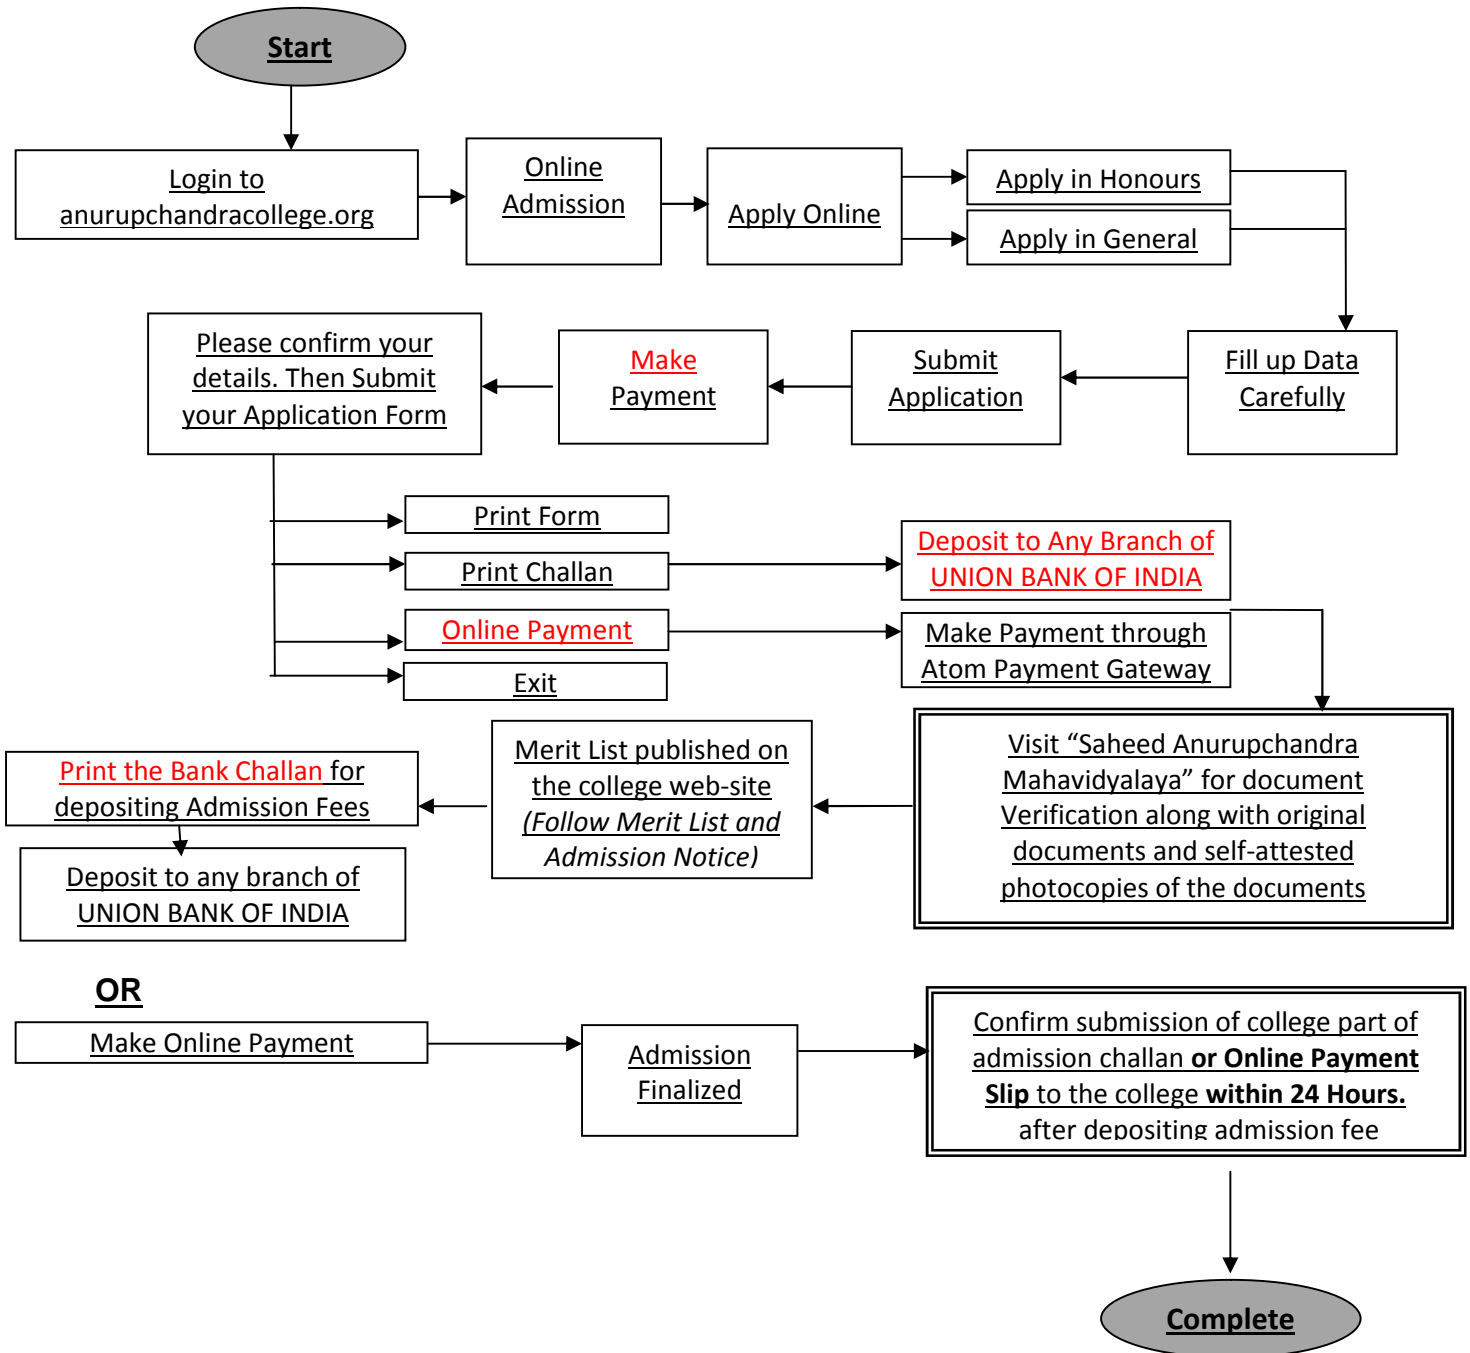 Start
Login to
anurupchandracollege.org
Online
Admission
Apply Online
Apply in Honours
Apply in General
Fill up Data
Carefully
Submit
Application
Make
Payment
Please confirm your
details. Then Submit
your Application Form
Print Form
Print Challan
Deposit to Any Branch of
UNION BANK OF INDIA
Online Payment
Make Payment through
Atom Payment Gateway
Exit
Visit “Saheed Anurupchandra
Mahavidyalaya” for document
Verification along with original
documents and self-attested
photocopies of the documents
Merit List published on
the college web-site
(Follow Merit List and
Admission Notice)
Print the Bank Challan for
depositing Admission Fees
Deposit to any branch of
UNION BANK OF INDIA
OR
Make Online Payment
Admission
Finalized
Confirm submission of college part of
admission challan or Online Payment
Slip to the college within 24 Hours.
after depositing admission fee
Complete